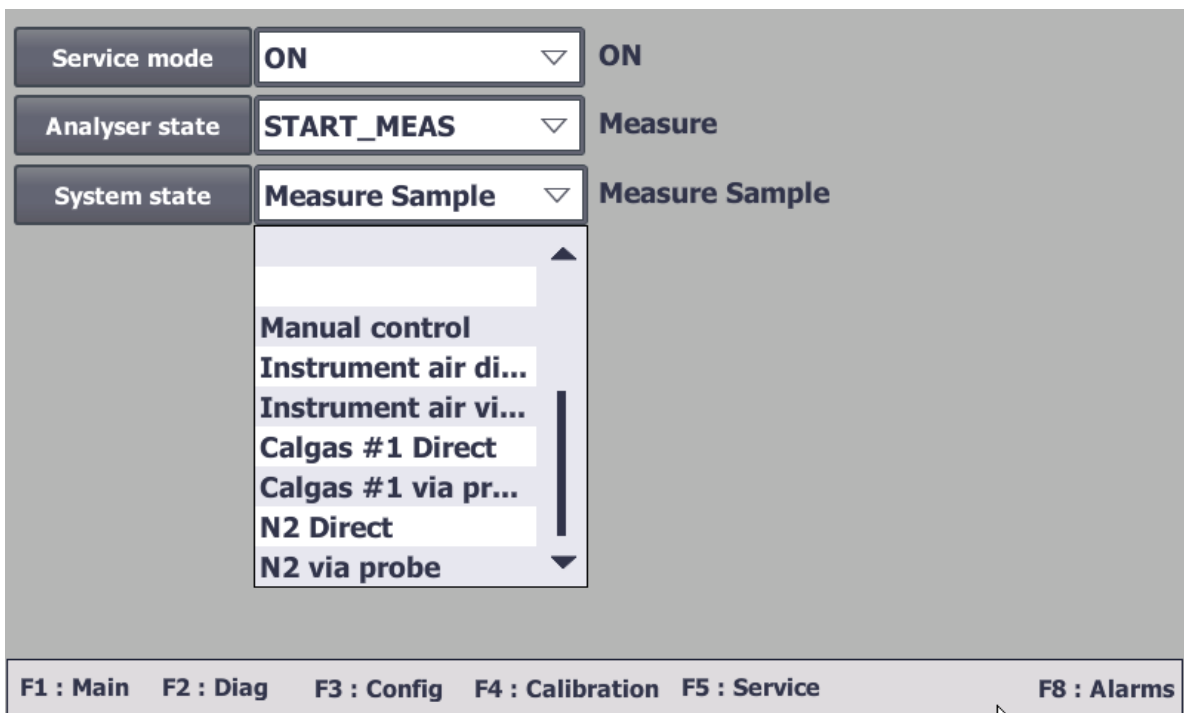 Service mode ON ON
Analyser state START_MEAS Measure
System state Measure Sample Measure Sample
Manual control
Instrument air di...
Instrument air vi...
Calgas #1 Direct
Calgas #1 via pr...
N2 Direct
N2 via probe
F1 : Main F2 : Diag F3 : Config F4 : Calibration F5 : Service F8 : Alarms